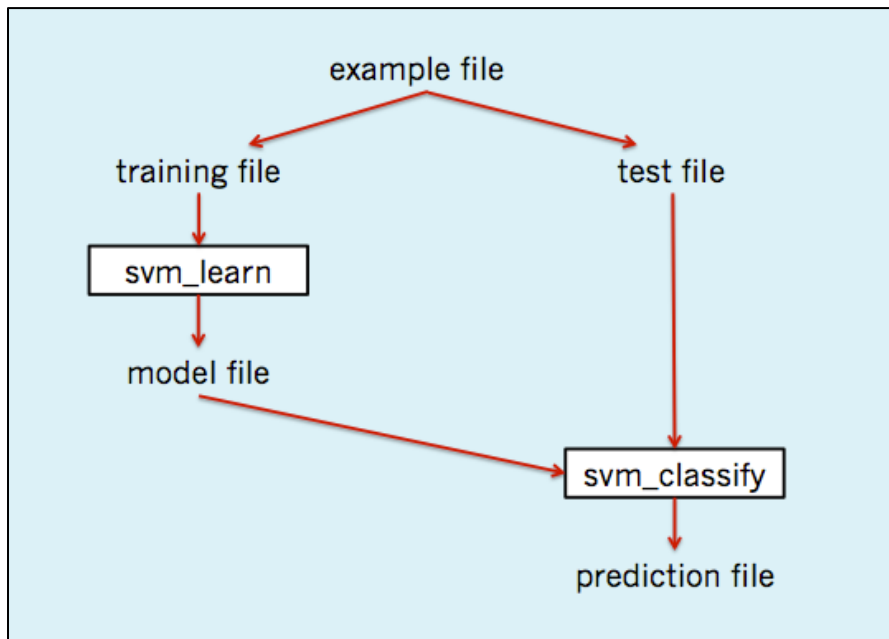 example file
training file
test file
svm_learn
model file
svm_classify
prediction file